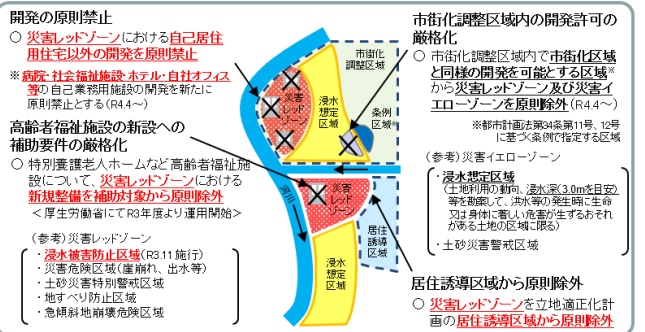 開発の原則禁止
○ 災害レッドゾーンにおける自己居住
用住宅以外の開発を原則禁止
※ 病院・社会福祉施設・ホテル・自社オフィス
等の自己業務用施設の開発を新たに
原則禁止とする(R4.4～)
高齢者福祉施設の新設への
補助要件の厳格化
○ 特別養護老人ホームなど高齢者福祉施
設について、災害レッドゾーンにおける
新規整備を補助対象から原則除外
＜厚生労働省にてR3年度より運用開始＞
(参考)災害レッドゾーン
・浸水被害防止区域(R3.11 施行)
・災害危険区域(崖崩れ、出水等)
・土砂災害特別警戒区域
・地すべり防止区域
・急傾斜地崩壊危険区域
市街化
調整区域
災害
レッド
ゾーン
浸水
想定
区域
条例
区域※
河川
災害
レッド
ゾーン
居住
誘導区域
浸水
想定
区域
市街化調整区域内の開発許可の
厳格化
○ 市街化調整区域内で市街化区域
と同様の開発を可能とする区域※
から災害レッドゾーン及び災害イ
エローゾーンを原則除外(R4.4～)
※都市計画法第34条第11号、12号
に基づく条例で指定する区域
(参考)災害イエローゾーン
・浸水想定区域
(土地利用の動向、浸水深(3.0mを目安)
等を勘案して、洪水等の発生時に生命
又は身体に著しい危害が生ずるおそれ
がある土地の区域に限る)
・土砂災害警戒区域
居住誘導区域から原則除外
○ 災害レッドゾーンを立地適正化計
画の居住誘導区域から原則除外